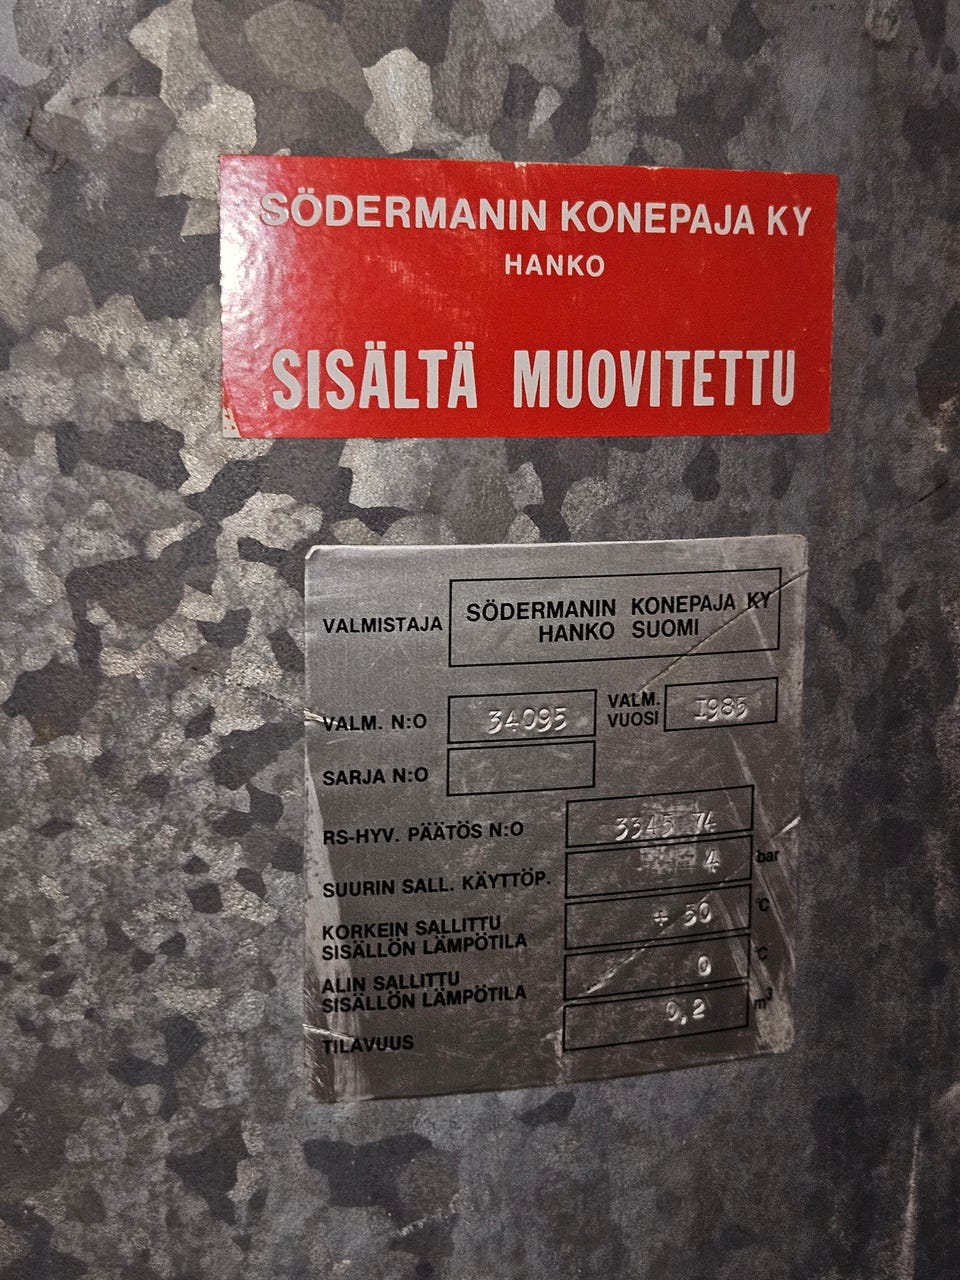 SÖDERMANIN KONEPAJA KY
HANKO
SISÄLTÄ MUOVITETTU
VALMISTAJA
SÖDERMANIN KONEPAJA KY
HANKO SUOMI
VALM. N:O 34095
VALM. VUOSI 1985
SARJA N:O
RS-HYV. PÄÄTÖS N:O 3345 74
SUURIN SALL. KÄYTTÖP. 4 bar
KORKEIN SALLITTU
SISÄLLÖN LÄMPÖTILA + 50 °C
ALIN SALLITTU
SISÄLLÖN LÄMPÖTILA 0 °C
TILAVUUS 0,2 m³